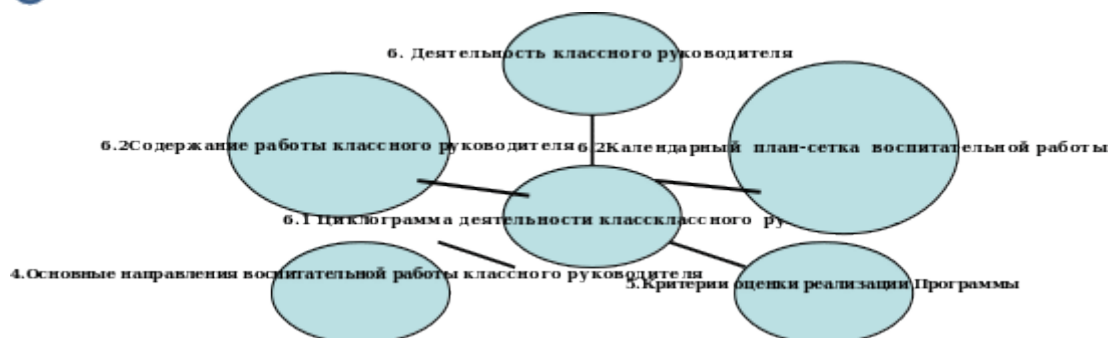 6. Деятельность классного руководителя
6.2Содержание работы классного руководителя
6.2Календарный план-сетка воспитательной работы
6.1 Циклограмма деятельности классклассного
4.Основные направления воспитательной работы классного руководителя
5.Критерии оценки реализации Программы